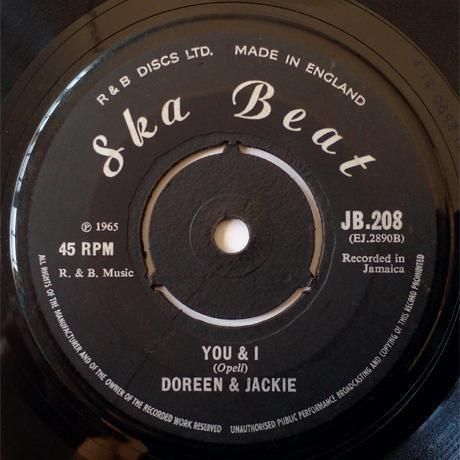 R & B DISCS LTD. MADE IN ENGLAND
Ska Beat
℗ 1965
45 RPM
R. & B. Music
JB.208
(EJ.2890B)
Recorded in
Jamaica
YOU & I
(Opell)
DOREEN & JACKIE
ALL RIGHTS OF THE MANUFACTURER AND OF THE OWNER OF THE RECORDED WORK RESERVED UNAUTHORISED PUBLIC PERFORMANCE BROADCASTING AND COPYING OF THIS RECORD PROHIBITED